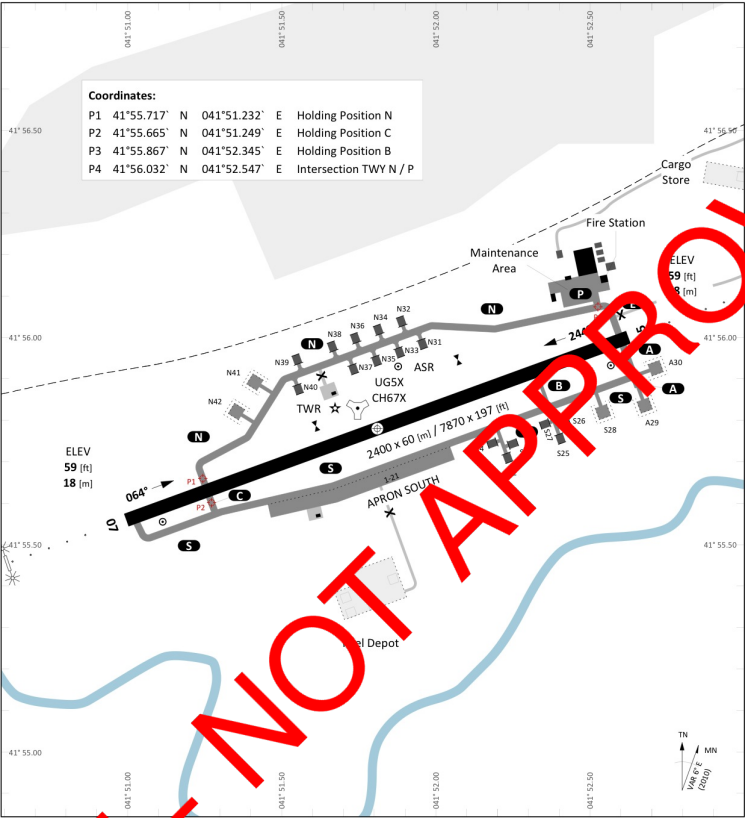 041°51.00
041°51.50
041°52.00
041°52.50
Coordinates:
P1 41°55.717` N 041°51.232` E Holding Position N
P2 41°55.665` N 041°51.249` E Holding Position C
P3 41°55.867` N 041°52.345` E Holding Position B
P4 41°56.032` N 041°52.547` E Intersection TWY N / P
41°56.50
41°56.50
Cargo
Store
Fire Station
Maintenance
Area
ELEV
59 [ft]
18 [m]
P
N
N32
N34
N36
N38
N
N31
N33
N35
N37
N39
N40
N41
N42
41°56.00
41°56.00
244°
ASR
UG5X
CH67X
TWR
A
A30
A
A29
B
S
S28
S26
S27
S25
2400 x 60 [m] / 7870 x 197 [ft]
N
S
ELEV
59 [ft]
18 [m]
064°
P1
P2
C
07
S
1-21
APRON SOUTH
41°55.50
41°55.50
Fuel Depot
NOT APPROV
41°55.00
41°55.00
TN
MN
VAR 6° E
(2010)
041°51.00
041°51.50
041°52.00
041°52.50